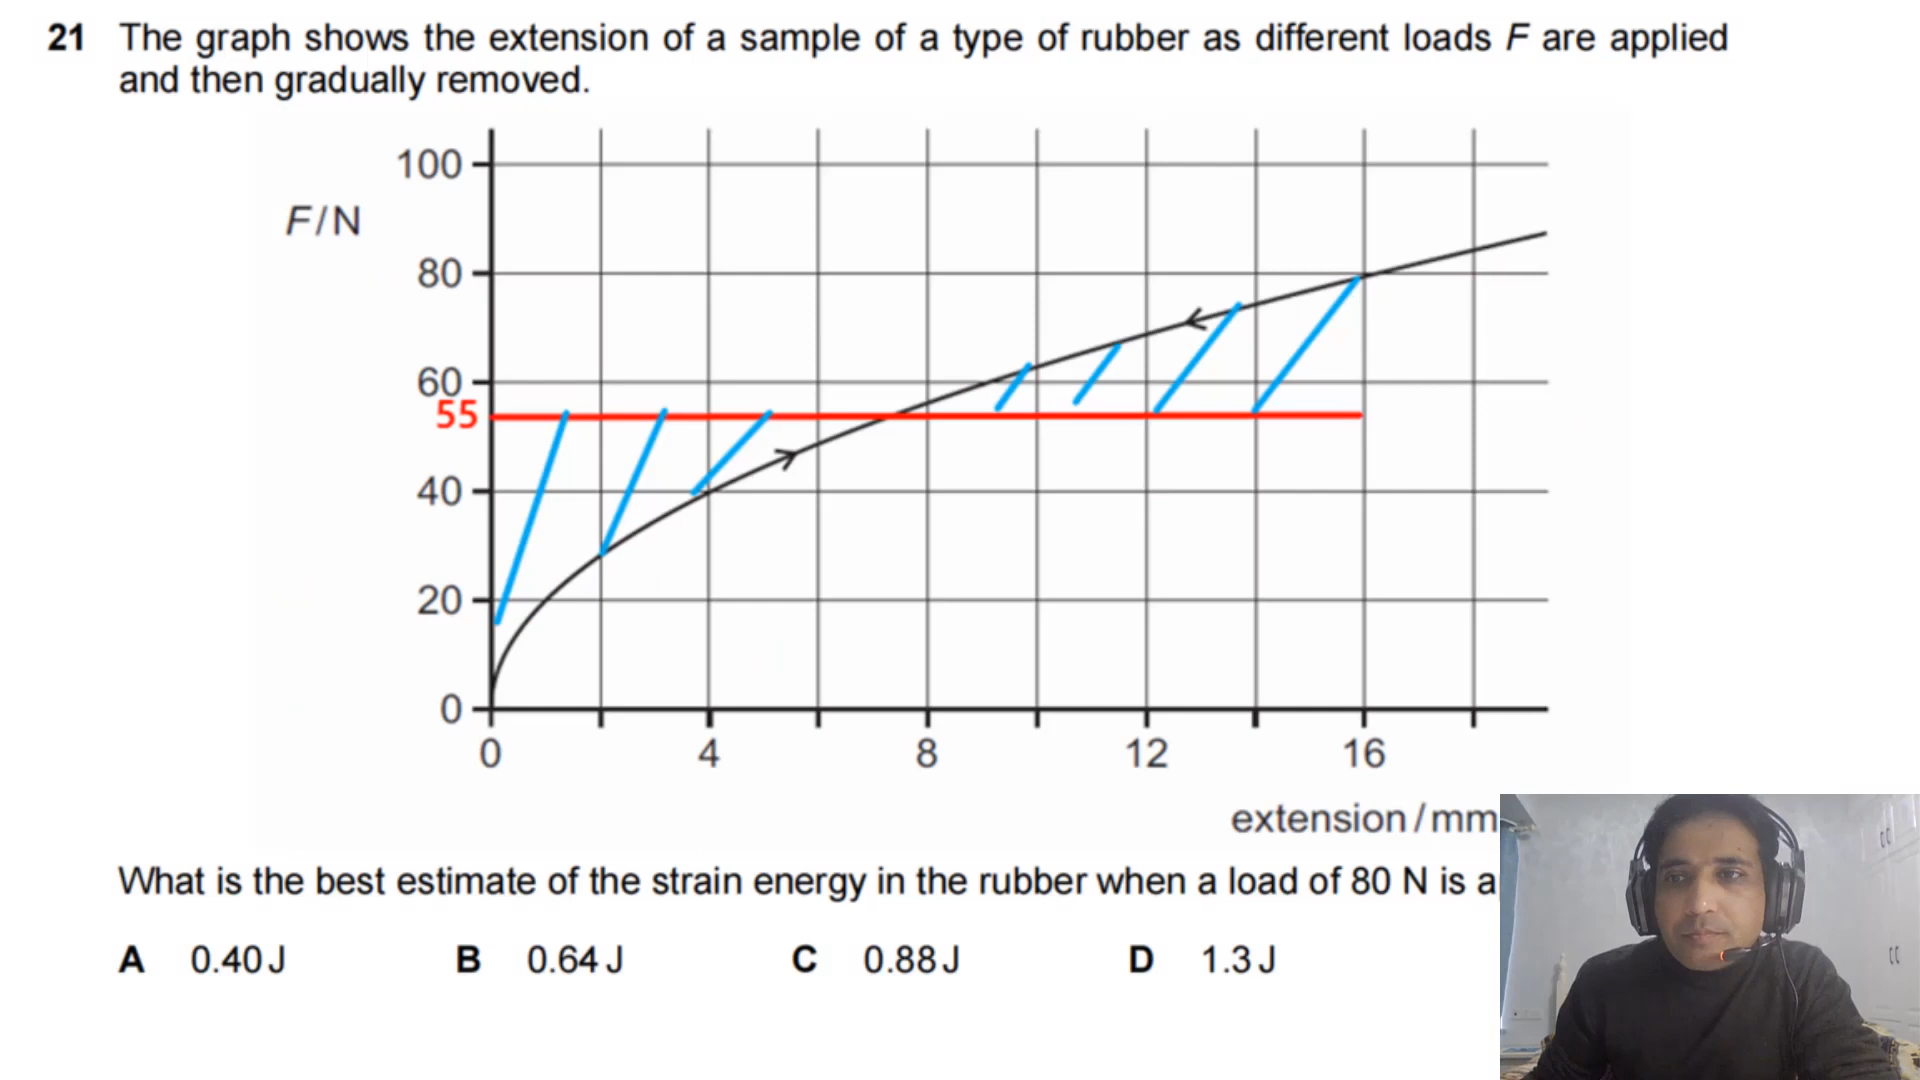 21 The graph shows the extension of a sample of a type of rubber as different loads F are applied
and then gradually removed.
100
F/N
80
60
55
40
20
0
0 4 8 12 16
extension/mm
What is the best estimate of the strain energy in the rubber when a load of 80 N is a
A 0.40 J B 0.64 J C 0.88 J D 1.3 J